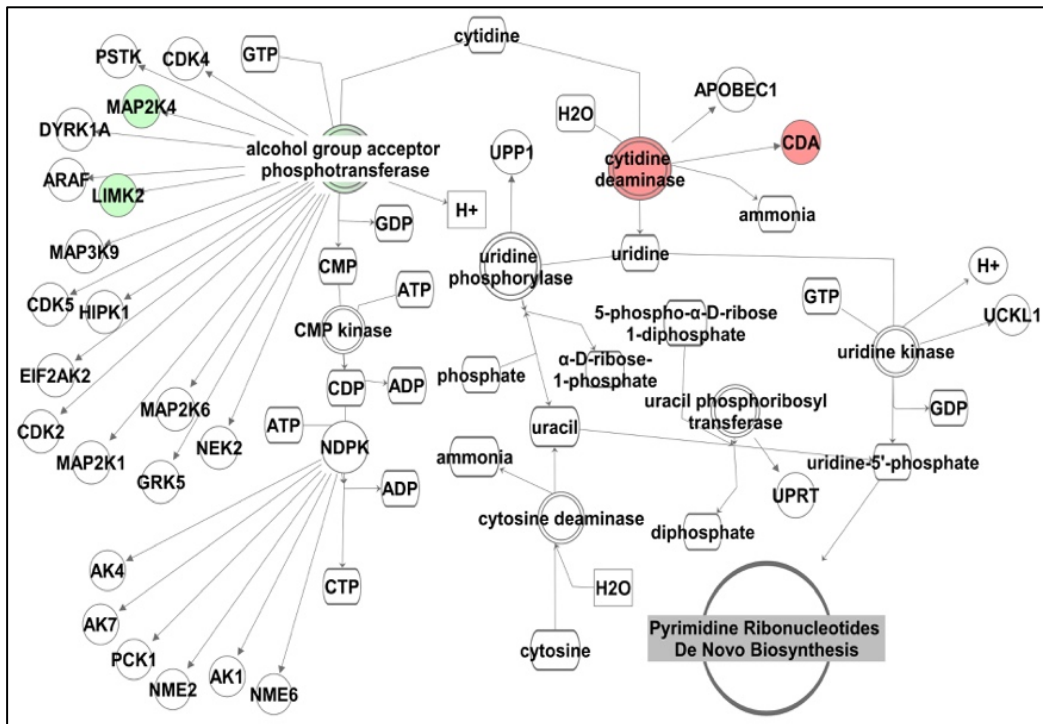 cytidine
PSTK
CDK4
GTP
MAP2K4
DYRK1A
APOBEC1
H2O
CDA
alcohol group acceptor
phosphotransferase
UPP1
cytidine
deaminase
ARAF
LIMK2
H+
ammonia
GDP
MAP3K9
uridine
phosphorylase
uridine
CMP
H+
CDK5
HIPK1
ATP
GTP
5-phospho-α-D-ribose
1-diphosphate
UCKL1
CMP kinase
uridine kinase
EIF2AK2
phosphate
α-D-ribose-
1-phosphate
CDP
ADP
MAP2K6
uracil phosphoribosyl
transferase
GDP
CDK2
ATP
uracil
NEK2
NDPK
MAP2K1
ammonia
uridine-5'-phosphate
GRK5
ADP
UPRT
cytosine deaminase
diphosphate
AK4
CTP
H2O
AK7
Pyrimidine Ribonucleotides
De Novo Biosynthesis
PCK1
cytosine
AK1
NME2
NME6